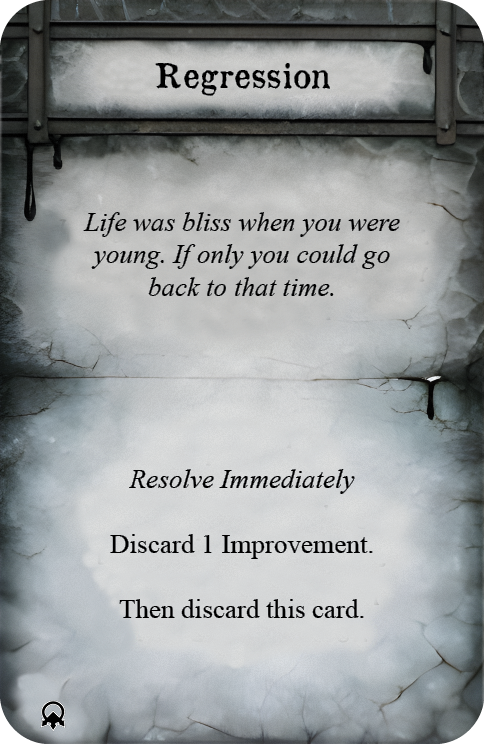 Regression
Life was bliss when you were
young. If only you could go
back to that time.
Resolve Immediately
Discard 1 Improvement.
Then discard this card.